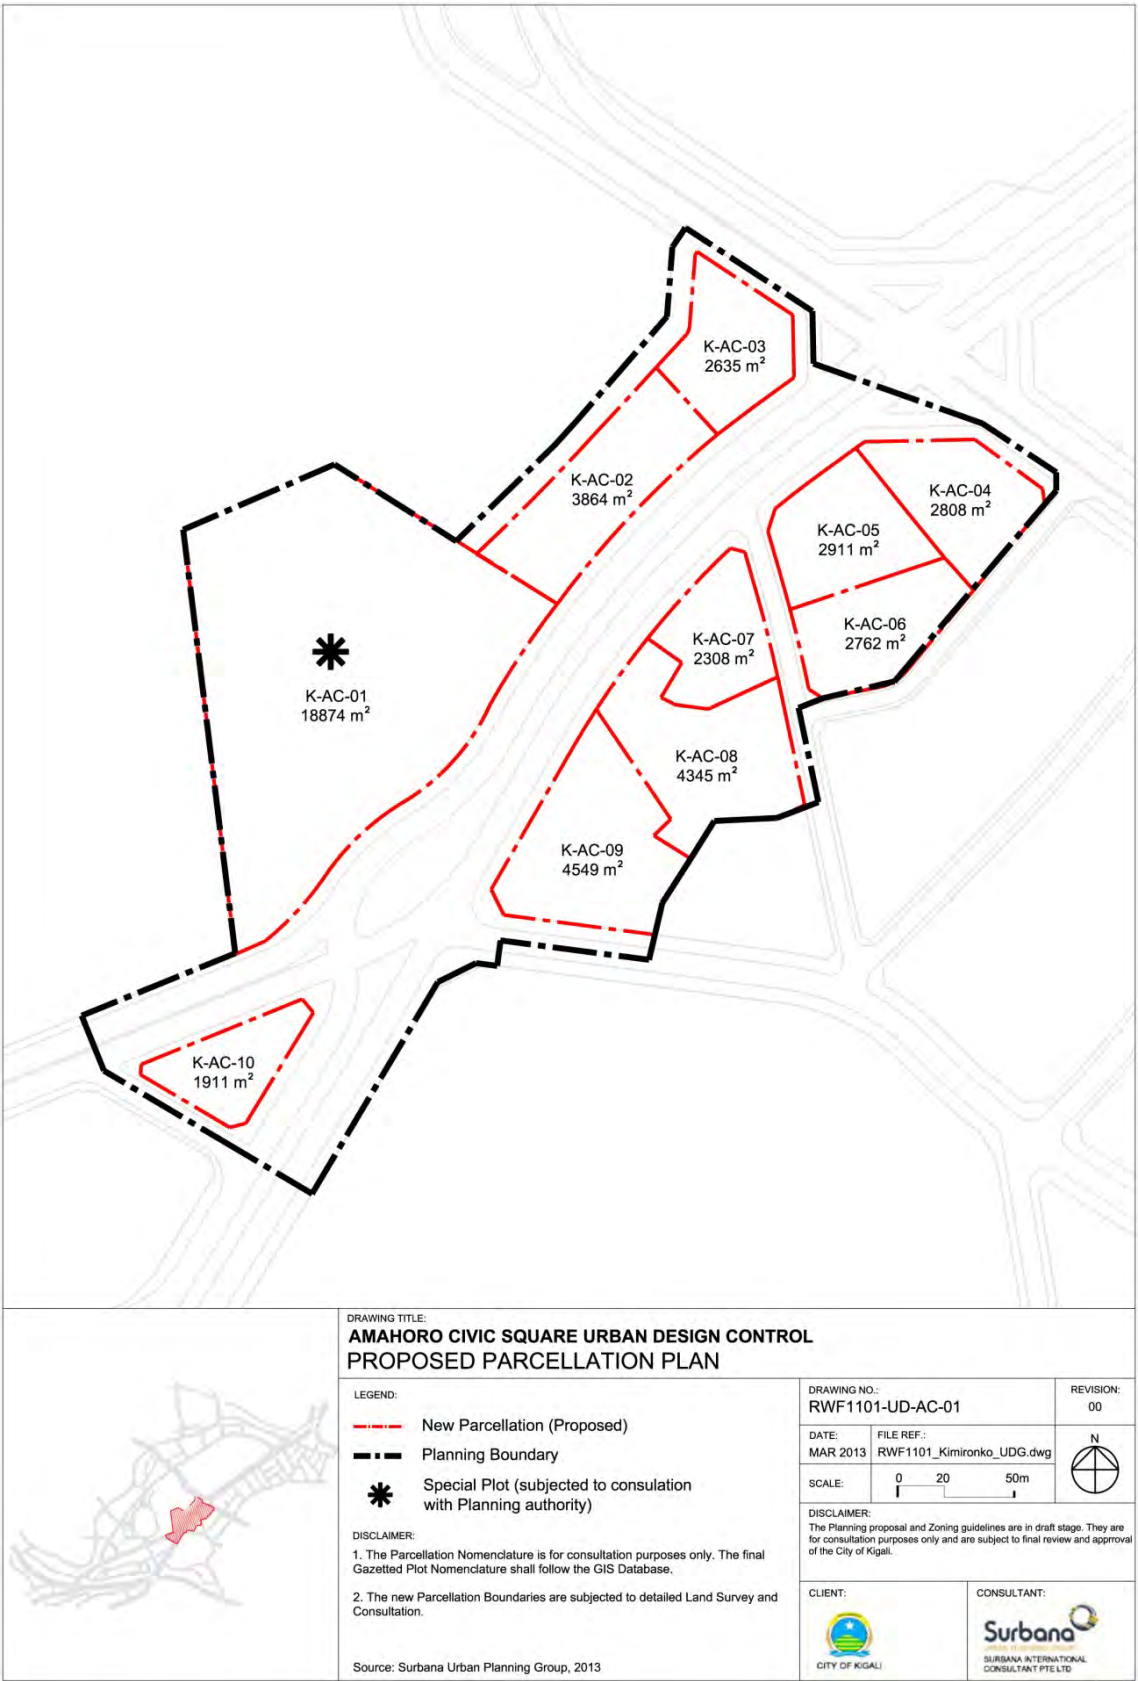 K-AC-03
2635 m²
K-AC-02
3864 m²
K-AC-04
2808 m²
K-AC-05
2911 m²
K-AC-06
2762 m²
K-AC-07
2308 m²
K-AC-01
18874 m²
K-AC-08
4345 m²
K-AC-09
4549 m²
K-AC-10
1911 m²
DRAWING TITLE:
AMAHORO CIVIC SQUARE URBAN DESIGN CONTROL
PROPOSED PARCELLATION PLAN
LEGEND:
New Parcellation (Proposed)
Planning Boundary
Special Plot (subjected to consulation
with Planning authority)
DISCLAIMER:
1. The Parcellation Nomenclature is for consultation purposes only. The final
Gazetted Plot Nomenclature shall follow the GIS Database.
2. The new Parcellation Boundaries are subjected to detailed Land Survey and
Consultation.
Source: Surbana Urban Planning Group, 2013
DRAWING NO.:
RWF1101-UD-AC-01
REVISION:
00
DATE:
MAR 2013
FILE REF.:
RWF1101_Kimironko_UDG.dwg
N
SCALE:
0 20 50m
DISCLAIMER:
The Planning proposal and Zoning guidelines are in draft stage. They are
for consultation purposes only and are subject to final review and apprroval
of the City of Kigali.
CLIENT:
CITY OF KIGALI
CONSULTANT:
Surbana
SURBANA INTERNATIONAL
CONSULTANT PTE LTD